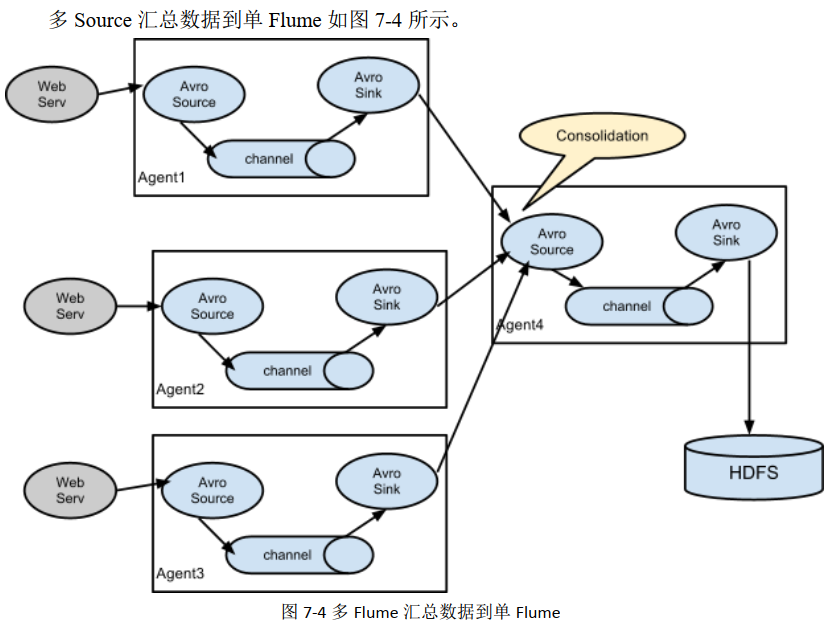 多 Source 汇总数据到单 Flume 如图 7-4 所示。
Web
Serv
Avro
Source
channel
Avro
Sink
Agent1
Consolidation
Web
Serv
Avro
Source
channel
Avro
Sink
Agent2
Avro
Source
channel
Avro
Sink
Agent4
Web
Serv
Avro
Source
channel
Avro
Sink
Agent3
HDFS
图 7-4 多 Flume 汇总数据到单 Flume